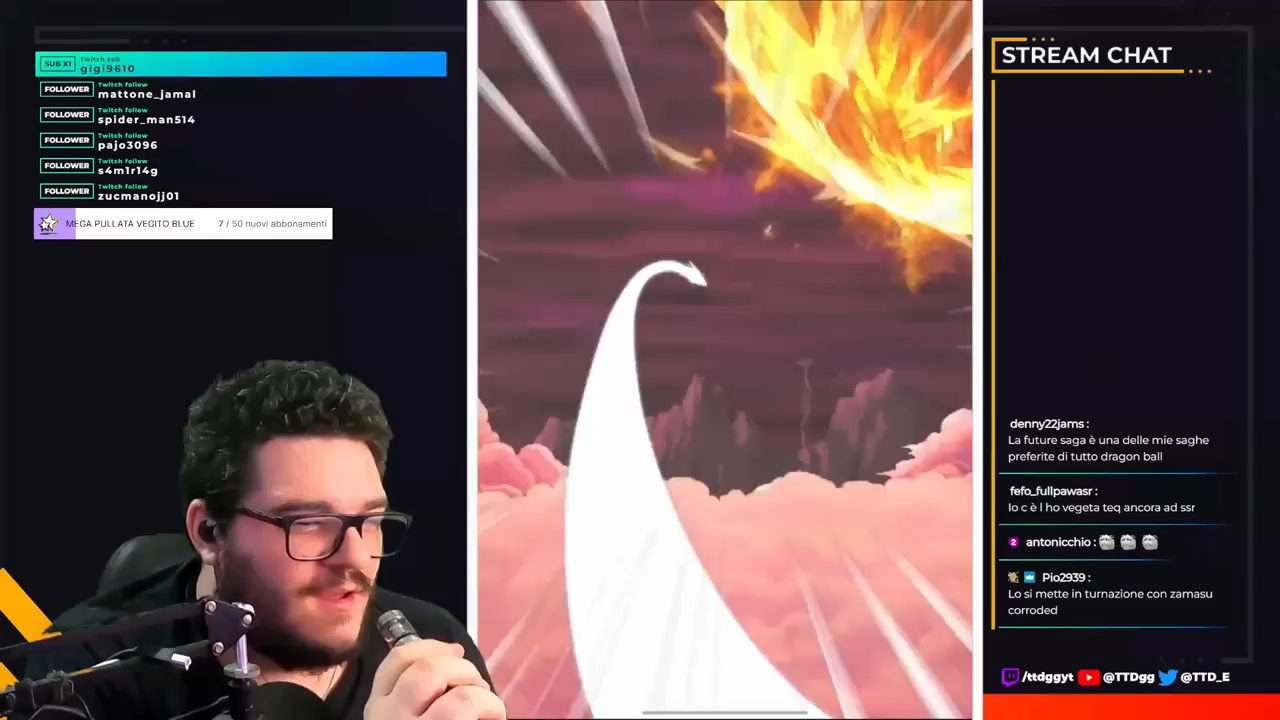 SUB X1
Twitch sub
gigi9610
FOLLOWER
Twitch follow
mattone_jamal
FOLLOWER
Twitch follow
spider_man514
FOLLOWER
Twitch follow
pajo3096
FOLLOWER
Twitch follow
s4m1r14g
FOLLOWER
Twitch follow
zucmanojj01
MEGA PULLATA VEGITO BLUE 7 / 50 nuovi abbonamenti
STREAM CHAT
denny22jams :
La future saga è una delle mie saghe
preferite di tutto dragon ball
fefo_fullpawasr :
Io c è l ho vegeta teq ancora ad ssr
2 antonicchio :
Pio2939 :
Lo si mette in turnazione con zamasu
corroded
/ttdggyt @TTDgg @TTD_E